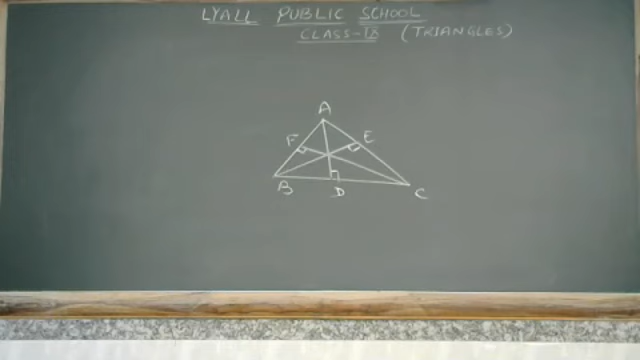 LYALL PUBLIC SCHOOL
CLASS-IX (TRIANGLES)
A
F E
B D C